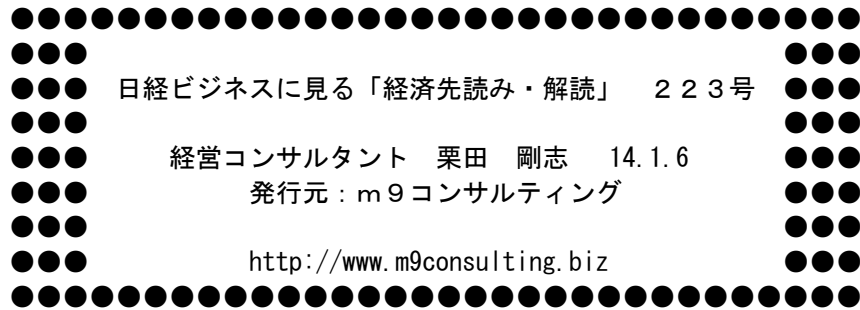 日経ビジネスに見る「経済先読み・解読」　２２３号
経営コンサルタント　栗田　剛志　 14.1.6
発行元：ｍ９コンサルティング
http://www.m9consulting.biz